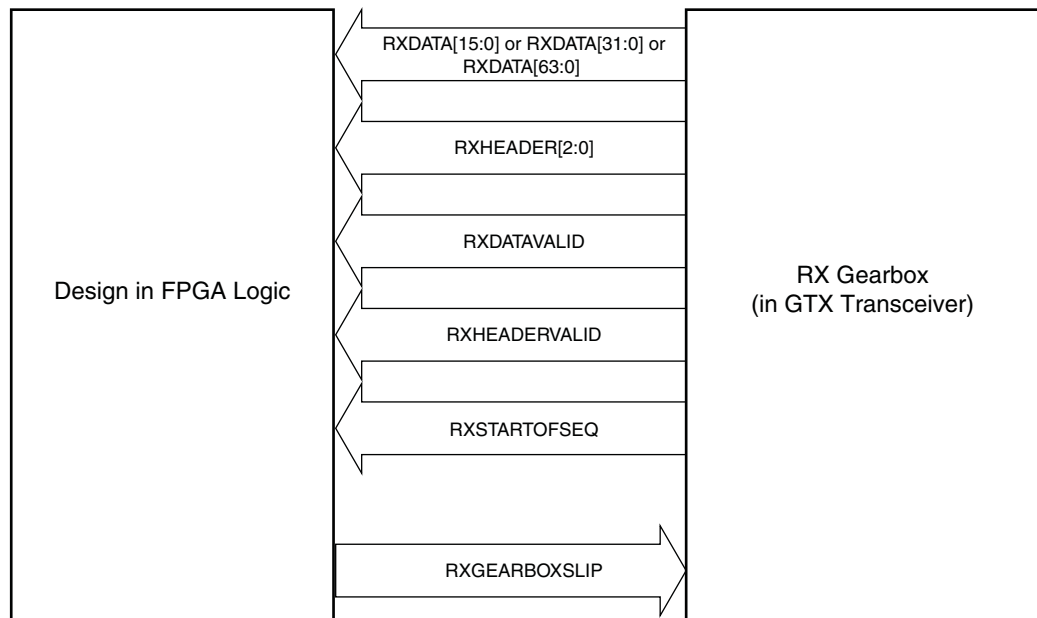 RXDATA[15:0] or RXDATA[31:0] or
RXDATA[63:0]
RXHEADER[2:0]
RXDATAVALID
Design in FPGA Logic
RX Gearbox
(in GTX Transceiver)
RXHEADERVALID
RXSTARTOFSEQ
RXGEARBOXSLIP